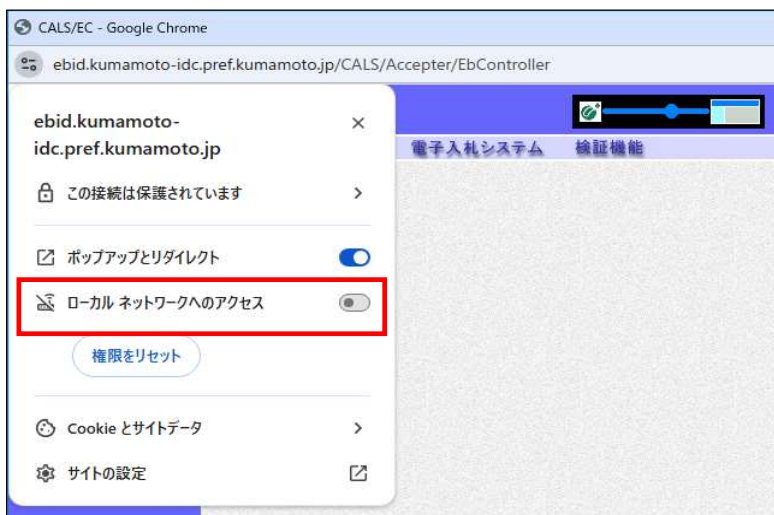 CALS/EC - Google Chrome
ebid.kumamoto-idc.pref.kumamoto.jp/CALS/Accepter/EbController
ebid.kumamoto-
idc.pref.kumamoto.jp
電子入札システム 検証機能
この接続は保護されています
ポップアップとリダイレクト
ローカル ネットワークへのアクセス
権限をリセット
Cookie とサイトデータ
サイトの設定